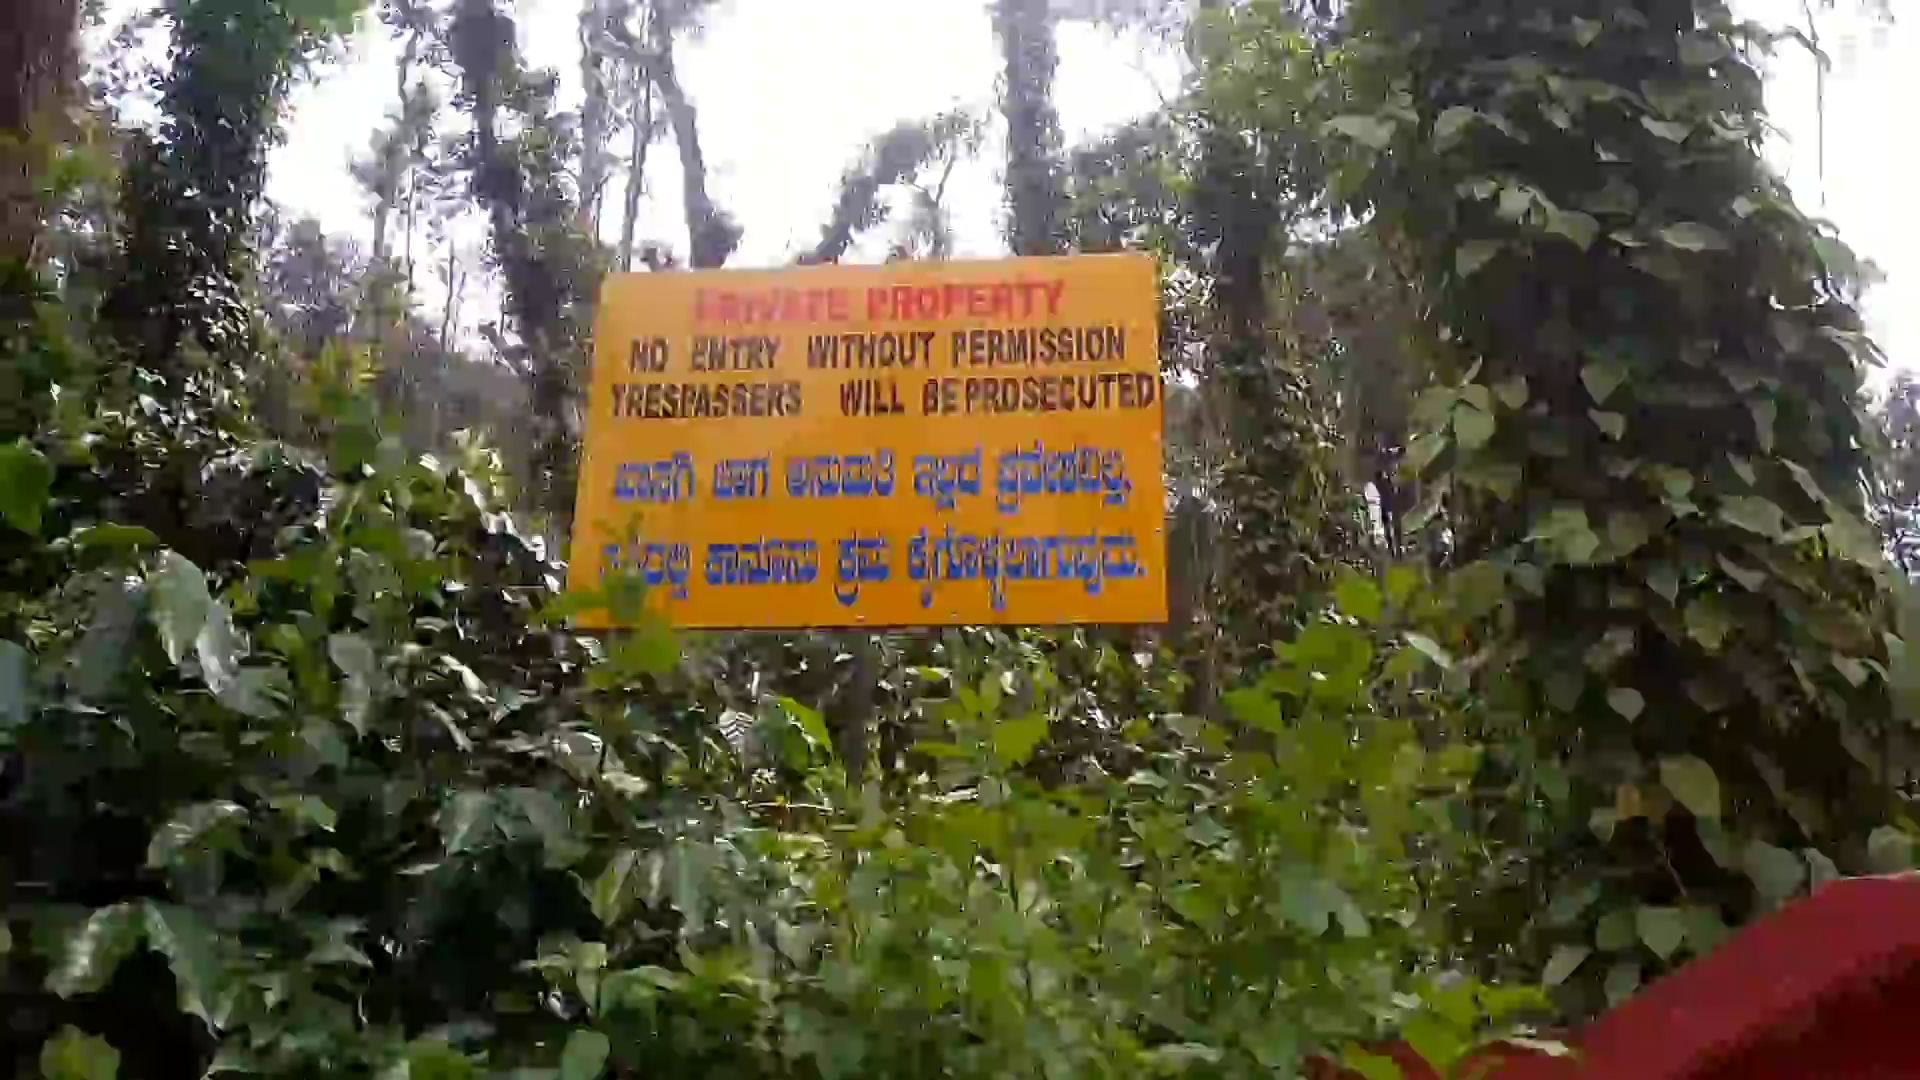 PRIVATE PROPERTY
NO ENTRY WITHOUT PERMISSION
TRESPASSERS WILL BE PROSECUTED
ಖಾಸಗಿ ಜಾಗ ಅನುಮತಿ ಇಲ್ಲದೆ ಪ್ರವೇಶವಿಲ್ಲ.
ಕಾನೂನು ಕ್ರಮ ಕೈಗೊಳ್ಳಲಾಗುವುದು.